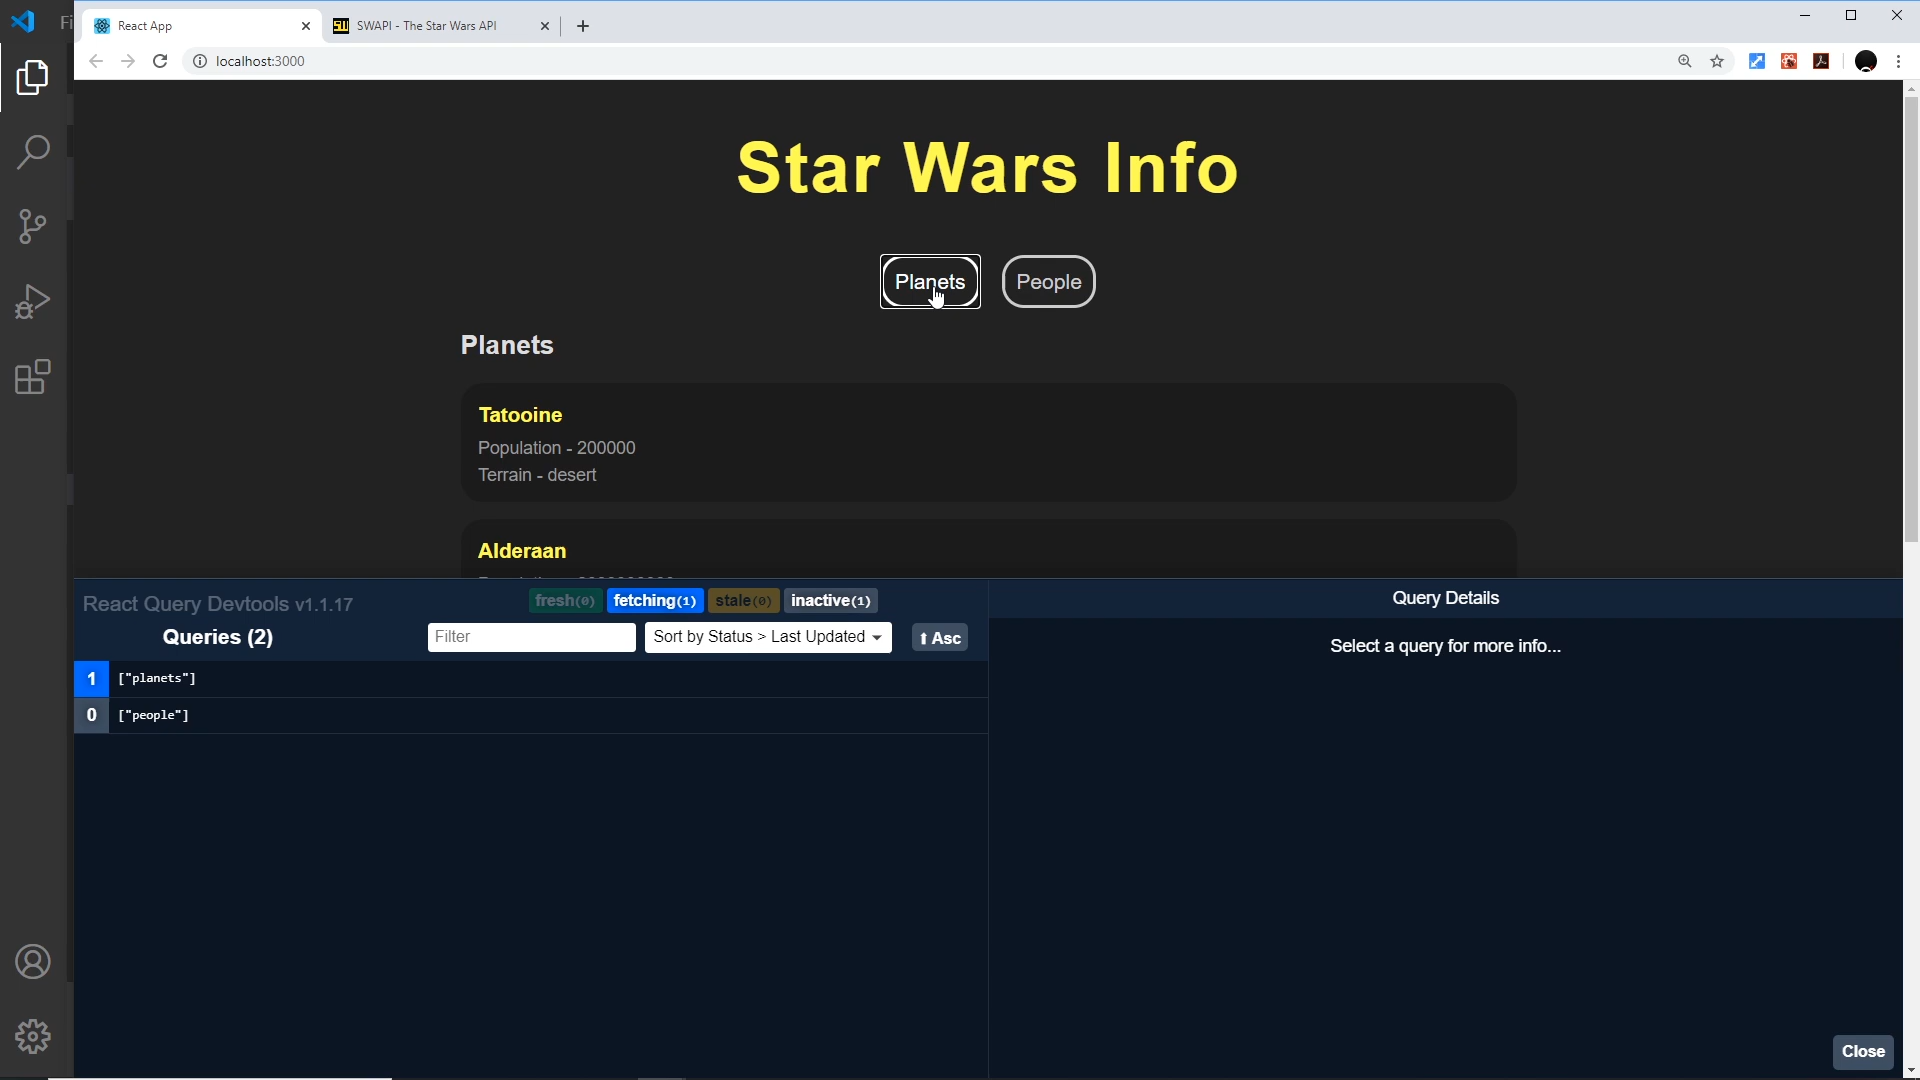 Fi
React App
SWAPI - The Star Wars API
localhost:3000
Star Wars Info
Planets
People
Planets
Tatooine
Population - 200000
Terrain - desert
Alderaan
React Query Devtools v1.1.17
fresh(0) fetching(1) stale(0) inactive(1)
Queries (2)
Filter
Sort by Status > Last Updated
⬆ Asc
1 ["planets"]
0 ["people"]
Query Details
Select a query for more info...
Close